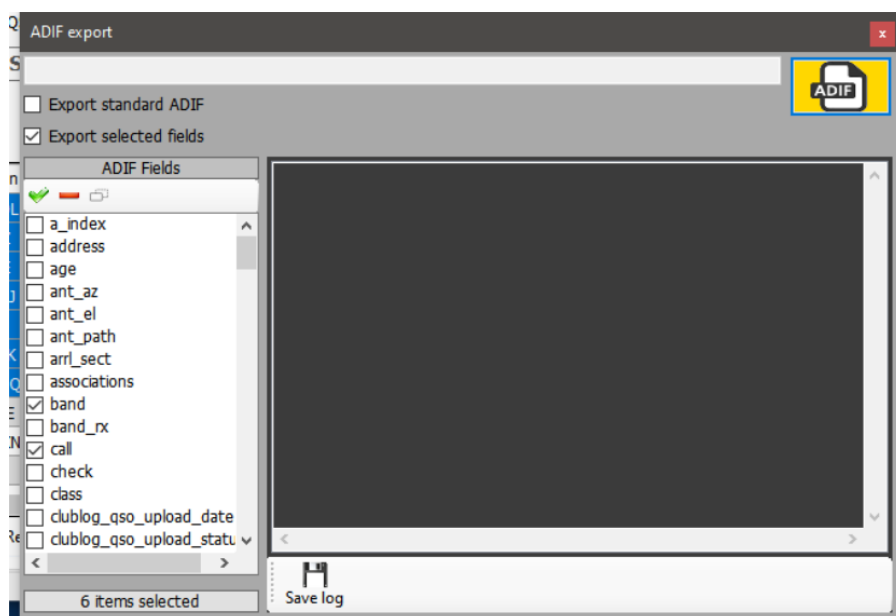 ADIF export
x
ADIF
Export standard ADIF
Export selected fields
ADIF Fields
a_index
address
age
ant_az
ant_el
ant_path
arrl_sect
associations
band
band_rx
call
check
class
clublog_qso_upload_date
clublog_qso_upload_statu
6 items selected
Save log